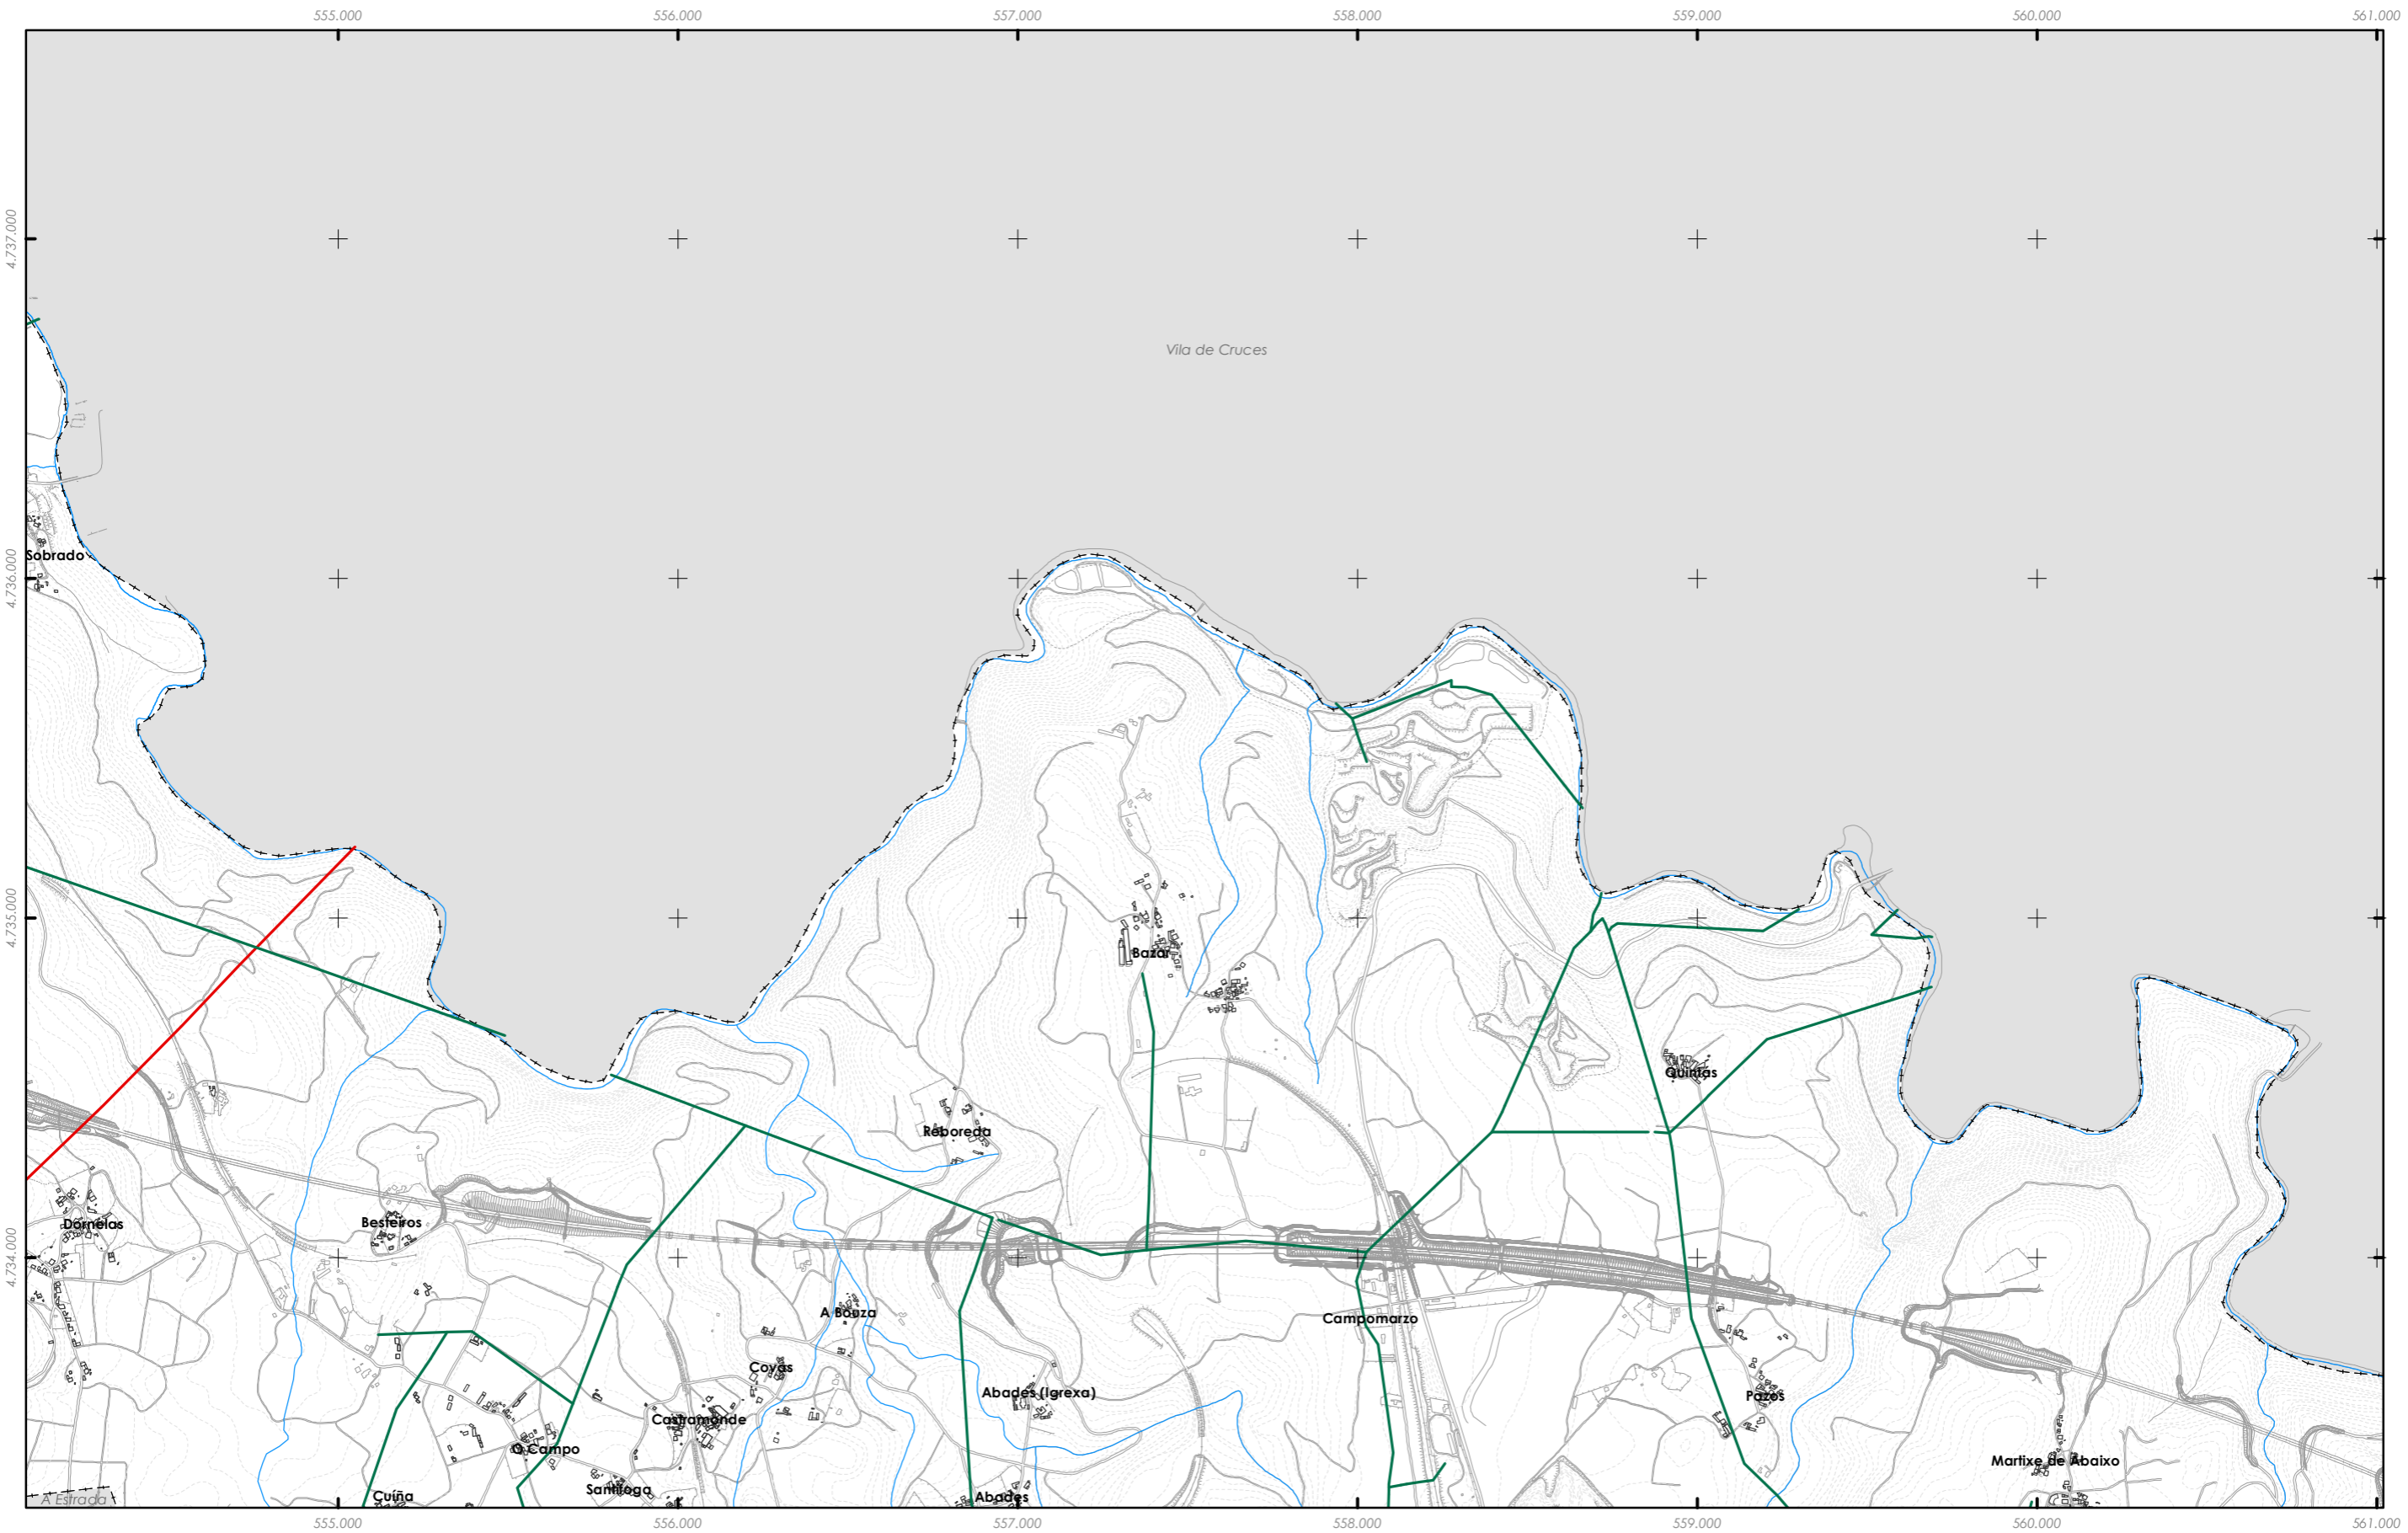 555.000 556.000 557.000 558.000 559.000 560.000 561.000
4.737.000
Vila de Cruces
Sobrado
4.736.000
4.735.000
Bazar
Quintas
Reboreda
Dornelas
Besteiros
4.734.000
A Bouza
Campomarzo
Coyas
Abades (Igrexa)
Pazos
Castramonde
O Campo
Martixe de Abaixo
Santiloga
Cuíña
Abades
A Estrada
555.000 556.000 557.000 558.000 559.000 560.000 561.000